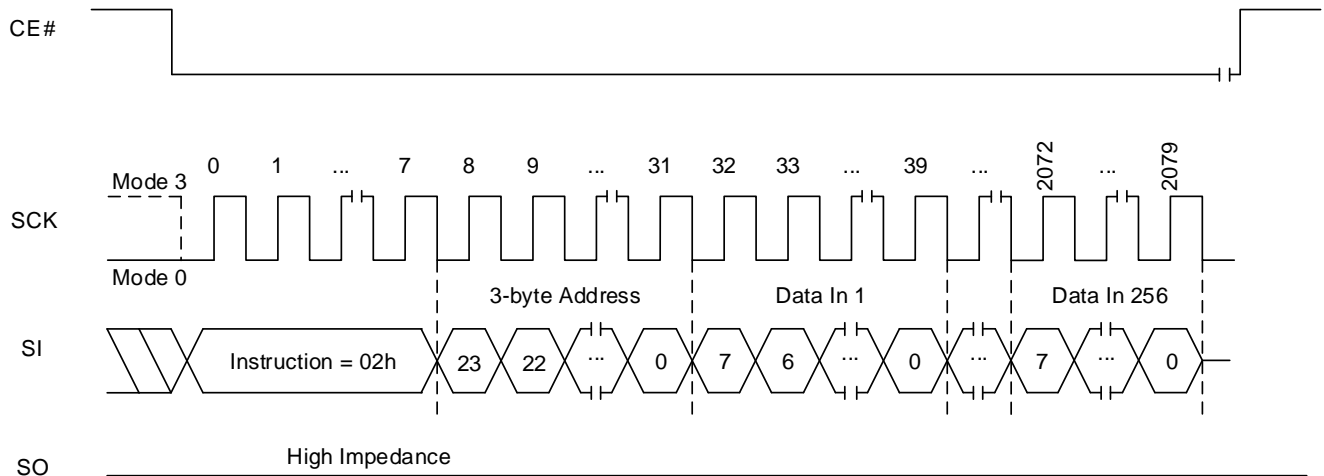 CE#
0 1 ... 7 8 9 ... 31 32 33 ... 39 ... 2072 ... 2079
Mode 3
SCK
Mode 0
3-byte Address Data In 1 Data In 256
SI Instruction = 02h 23 22 ... 0 7 6 ... 0 ... 7 ... 0
High Impedance
SO